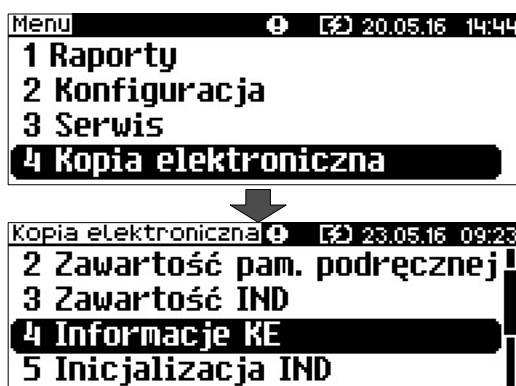 Menu 20.05.16 14:44
1 Raporty
2 Konfiguracja
3 Serwis
4 Kopia elektroniczna
Kopia elektroniczna 23.05.16 09:23
2 Zawartość pam. podręcznej
3 Zawartość IND
4 Informacje KE
5 Inicjalizacja IND